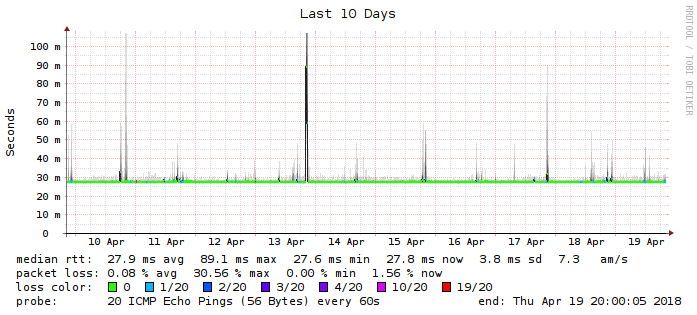 Last 10 Days
RRDTOOL / TOBI OETIKER
Seconds
100 m
90 m
80 m
70 m
60 m
50 m
40 m
30 m
20 m
10 m
0
10 Apr 11 Apr 12 Apr 13 Apr 14 Apr 15 Apr 16 Apr 17 Apr 18 Apr 19 Apr
median rtt: 27.9 ms avg 89.1 ms max 27.6 ms min 27.8 ms now 3.8 ms sd 7.3 am/s
packet loss: 0.08 % avg 30.56 % max 0.00 % min 1.56 % now
loss color: 0 1/20 2/20 3/20 4/20 10/20 19/20
probe: 20 ICMP Echo Pings (56 Bytes) every 60s end: Thu Apr 19 20:00:05 2018